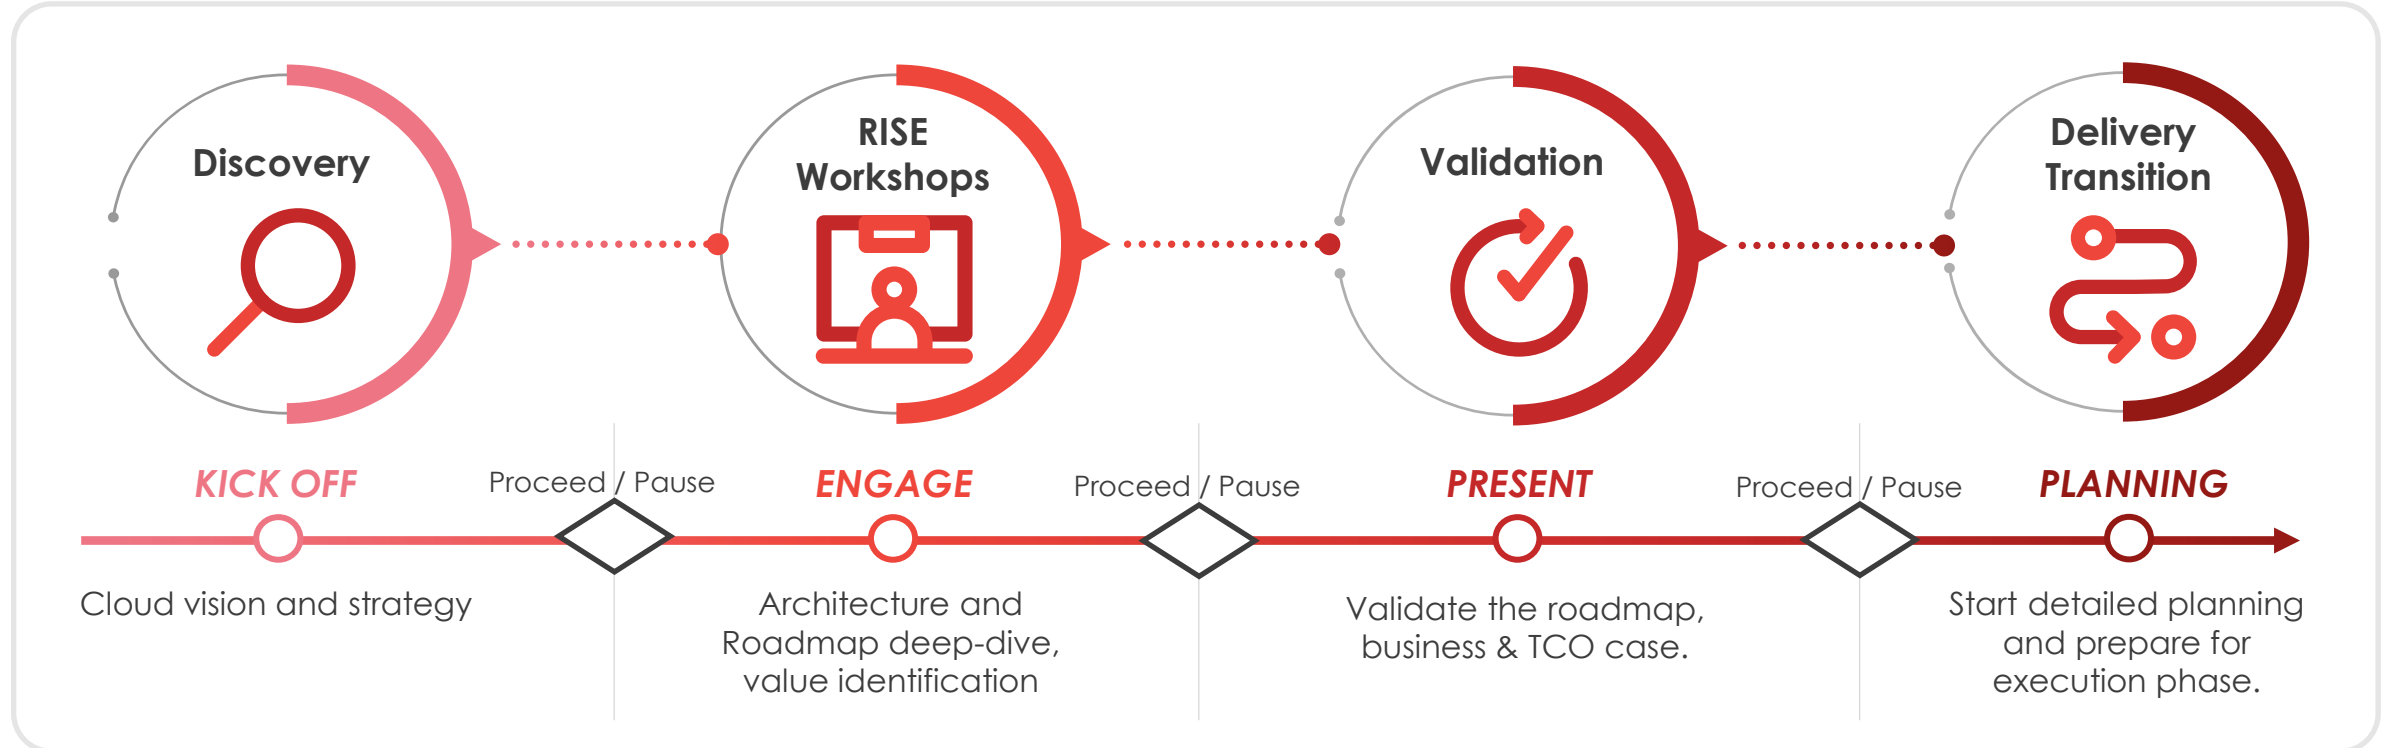 Discovery
RISE
Workshops
Validation
Delivery
Transition
KICK OFF
Proceed / Pause
ENGAGE
Proceed / Pause
PRESENT
Proceed / Pause
PLANNING
Cloud vision and strategy
Architecture and
Roadmap deep-dive,
value identification
Validate the roadmap,
business & TCO case.
Start detailed planning
and prepare for
execution phase.